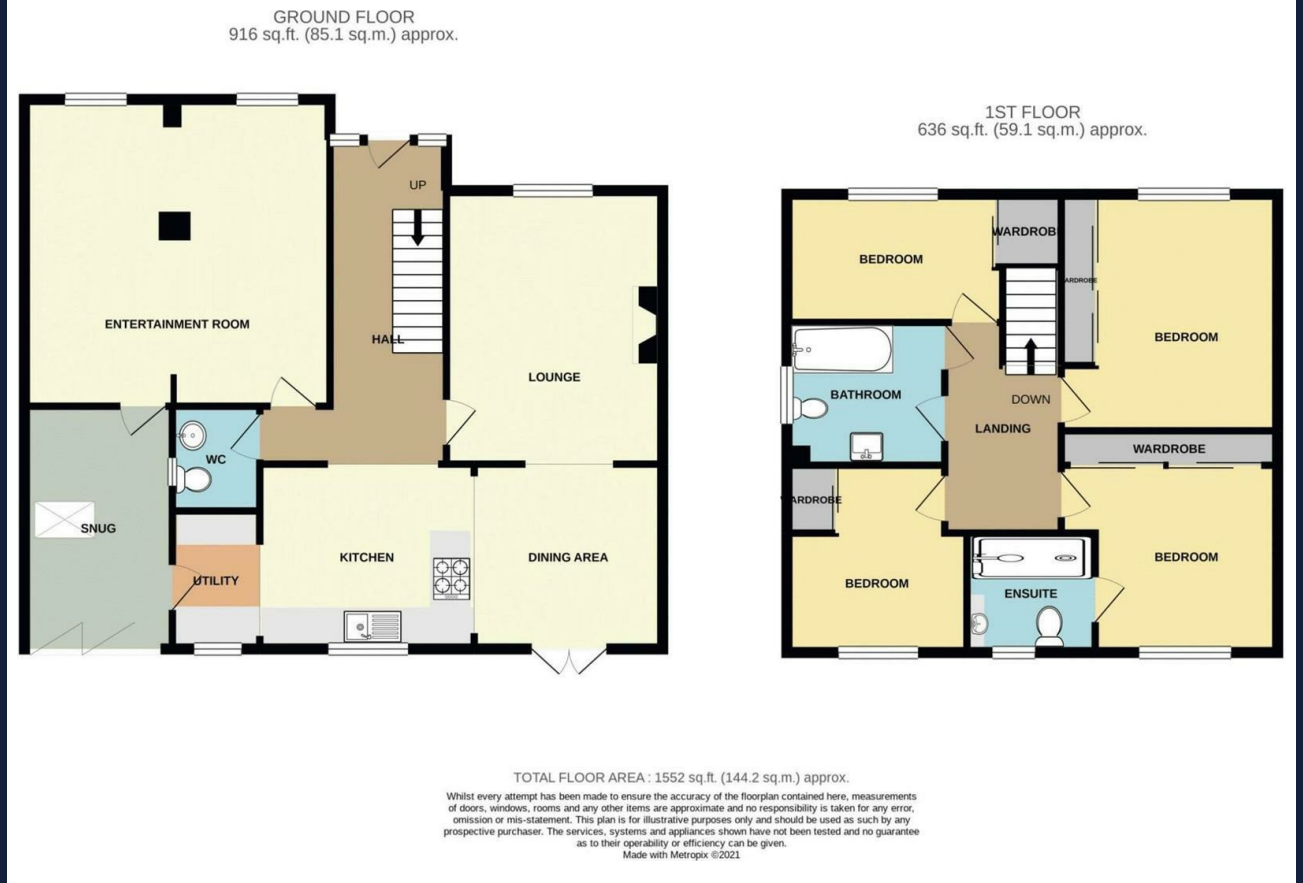 GROUND FLOOR
916 sq.ft. (85.1 sq.m.) approx.
1ST FLOOR
636 sq.ft. (59.1 sq.m.) approx.
UP
ENTERTAINMENT ROOM
HALL
LOUNGE
WC
SNUG
UTILITY
KITCHEN
DINING AREA
WARDROBE
BEDROOM
WARDROBE
BEDROOM
BATHROOM
DOWN
LANDING
WARDROBE
WARDROBE
BEDROOM
BEDROOM
ENSUITE
TOTAL FLOOR AREA : 1552 sq.ft. (144.2 sq.m.) approx.
Whilst every attempt has been made to ensure the accuracy of the floorplan contained here, measurements
of doors, windows, rooms and any other items are approximate and no responsibility is taken for any error,
omission or mis-statement. This plan is for illustrative purposes only and should be used as such by any
prospective purchaser. The services, systems and appliances shown have not been tested and no guarantee
as to their operability or efficiency can be given.
Made with Metropix ©2021